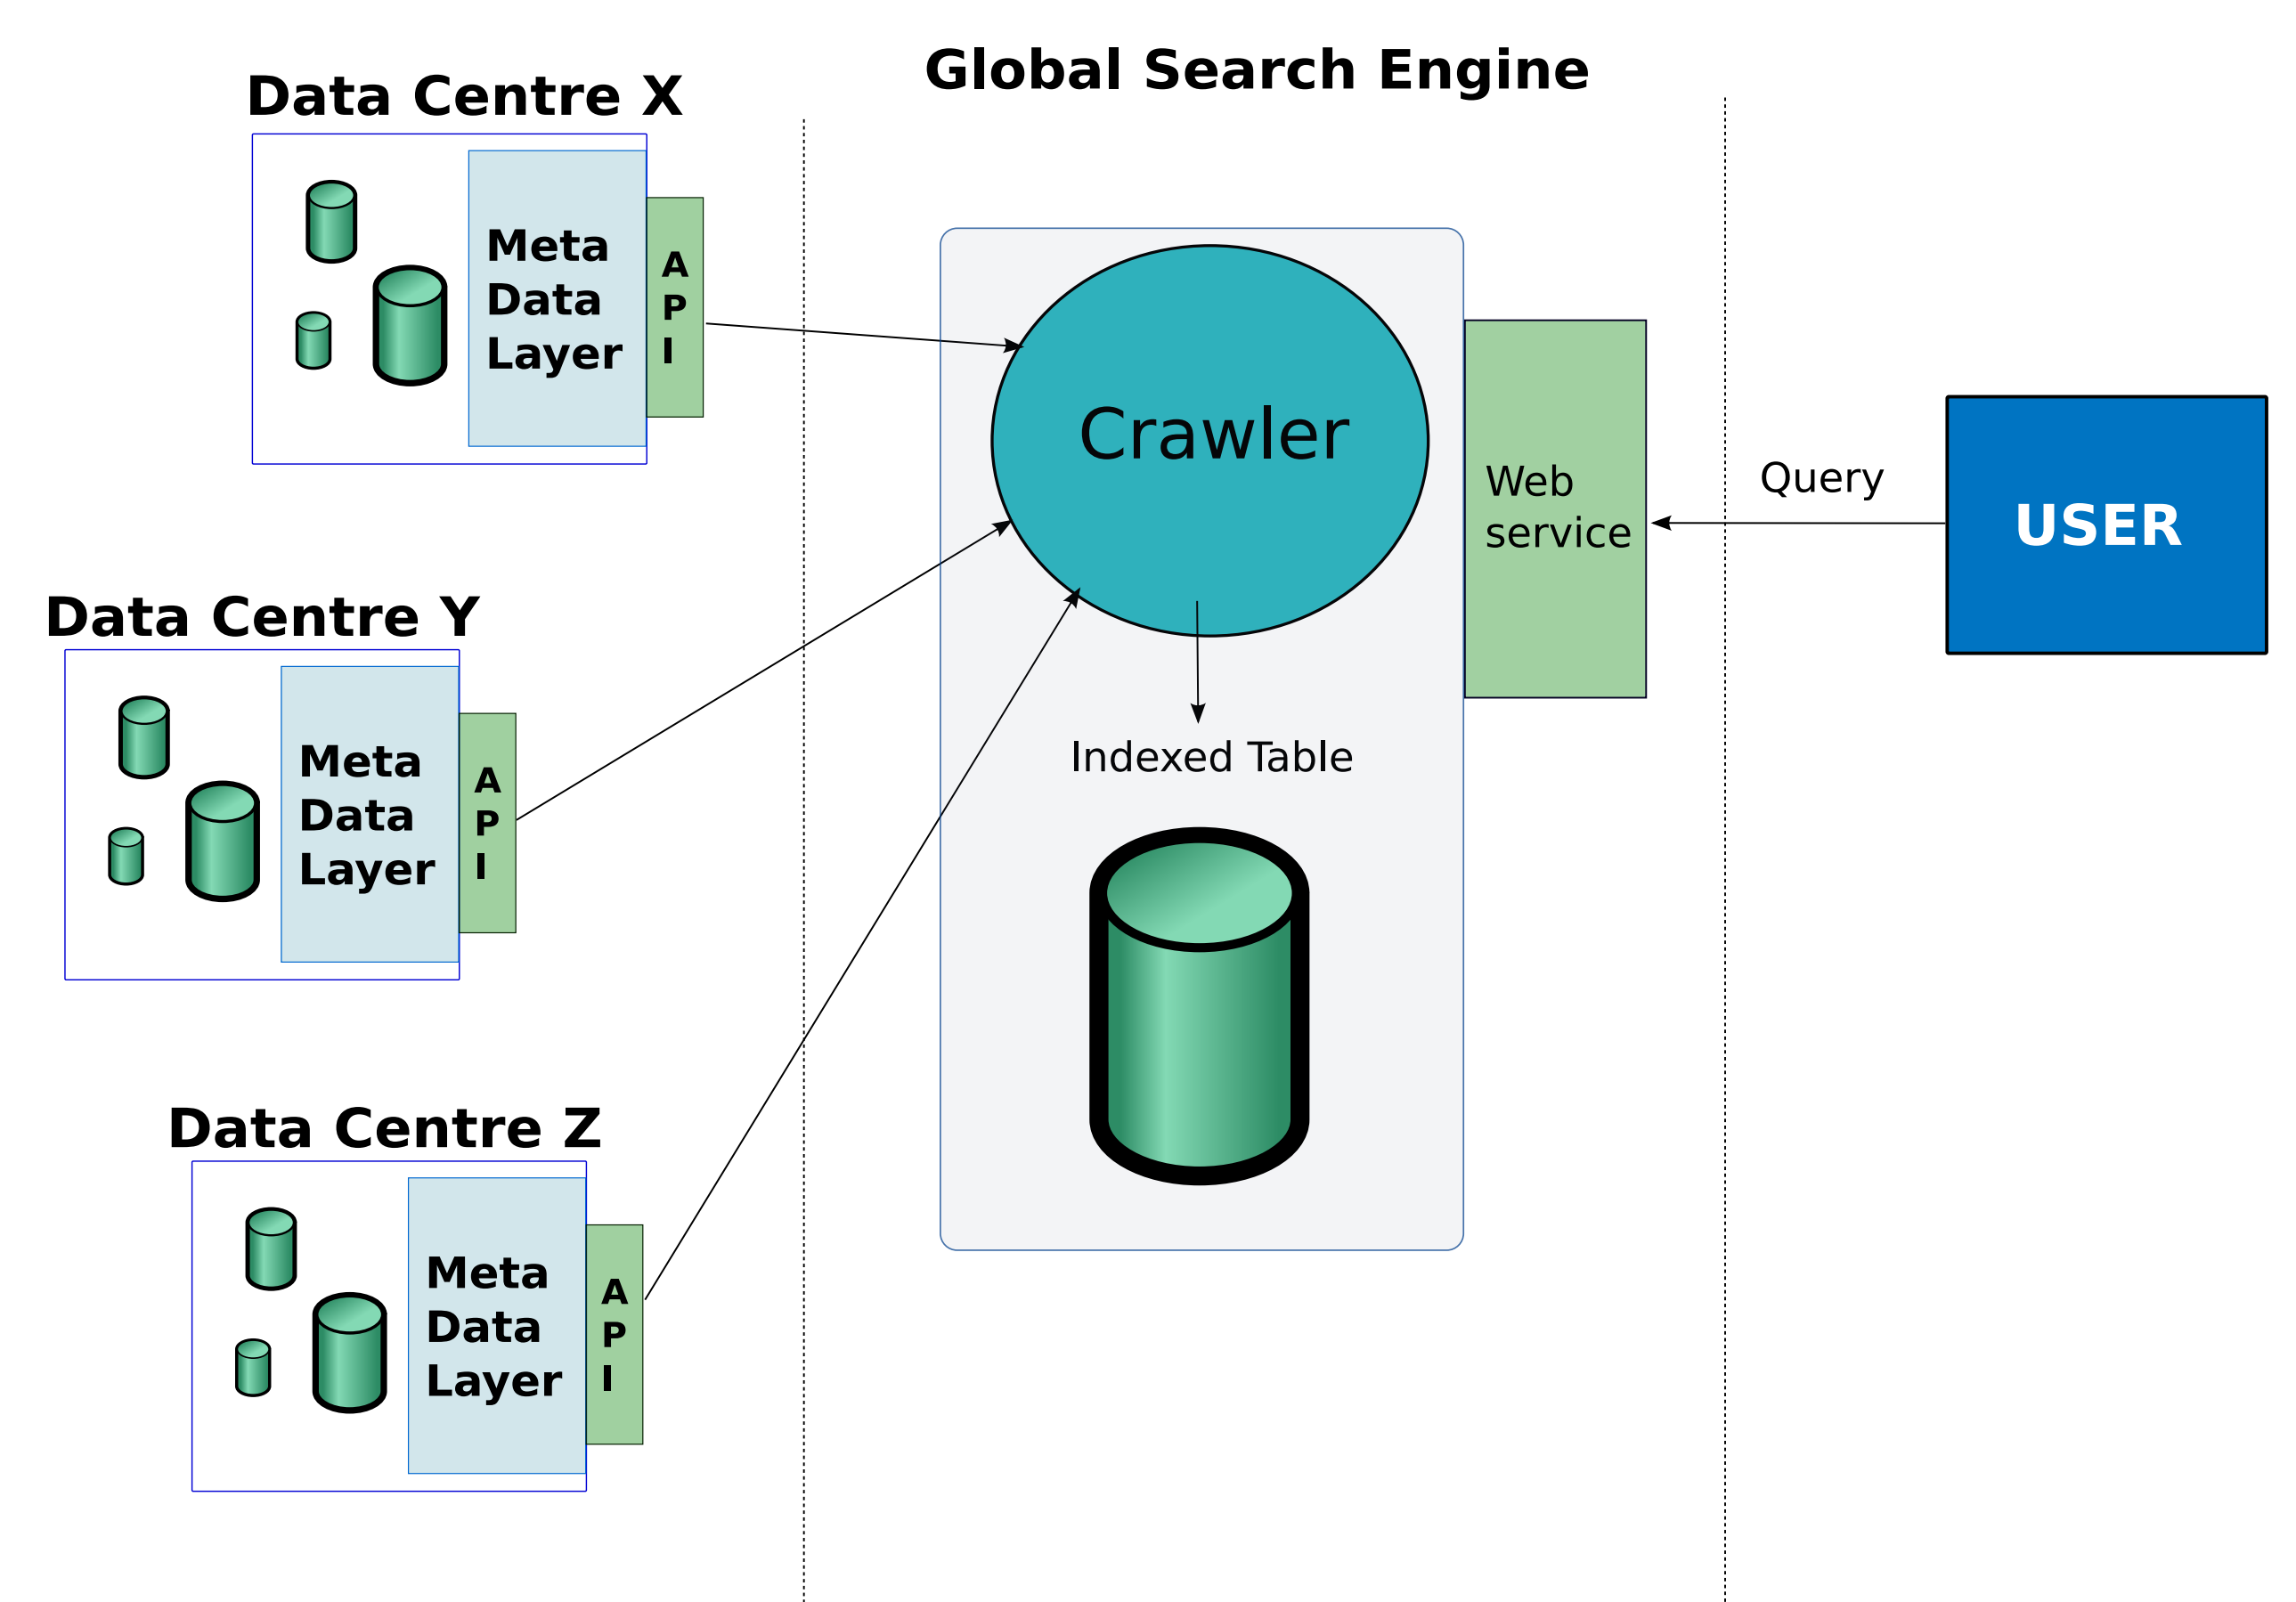 Global Search Engine
Data Centre X
Meta
Data
Layer
A
P
I
Crawler
Web
service
Query
USER
Data Centre Y
Meta
Data
Layer
A
P
I
Indexed Table
Data Centre Z
Meta
Data
Layer
A
P
I